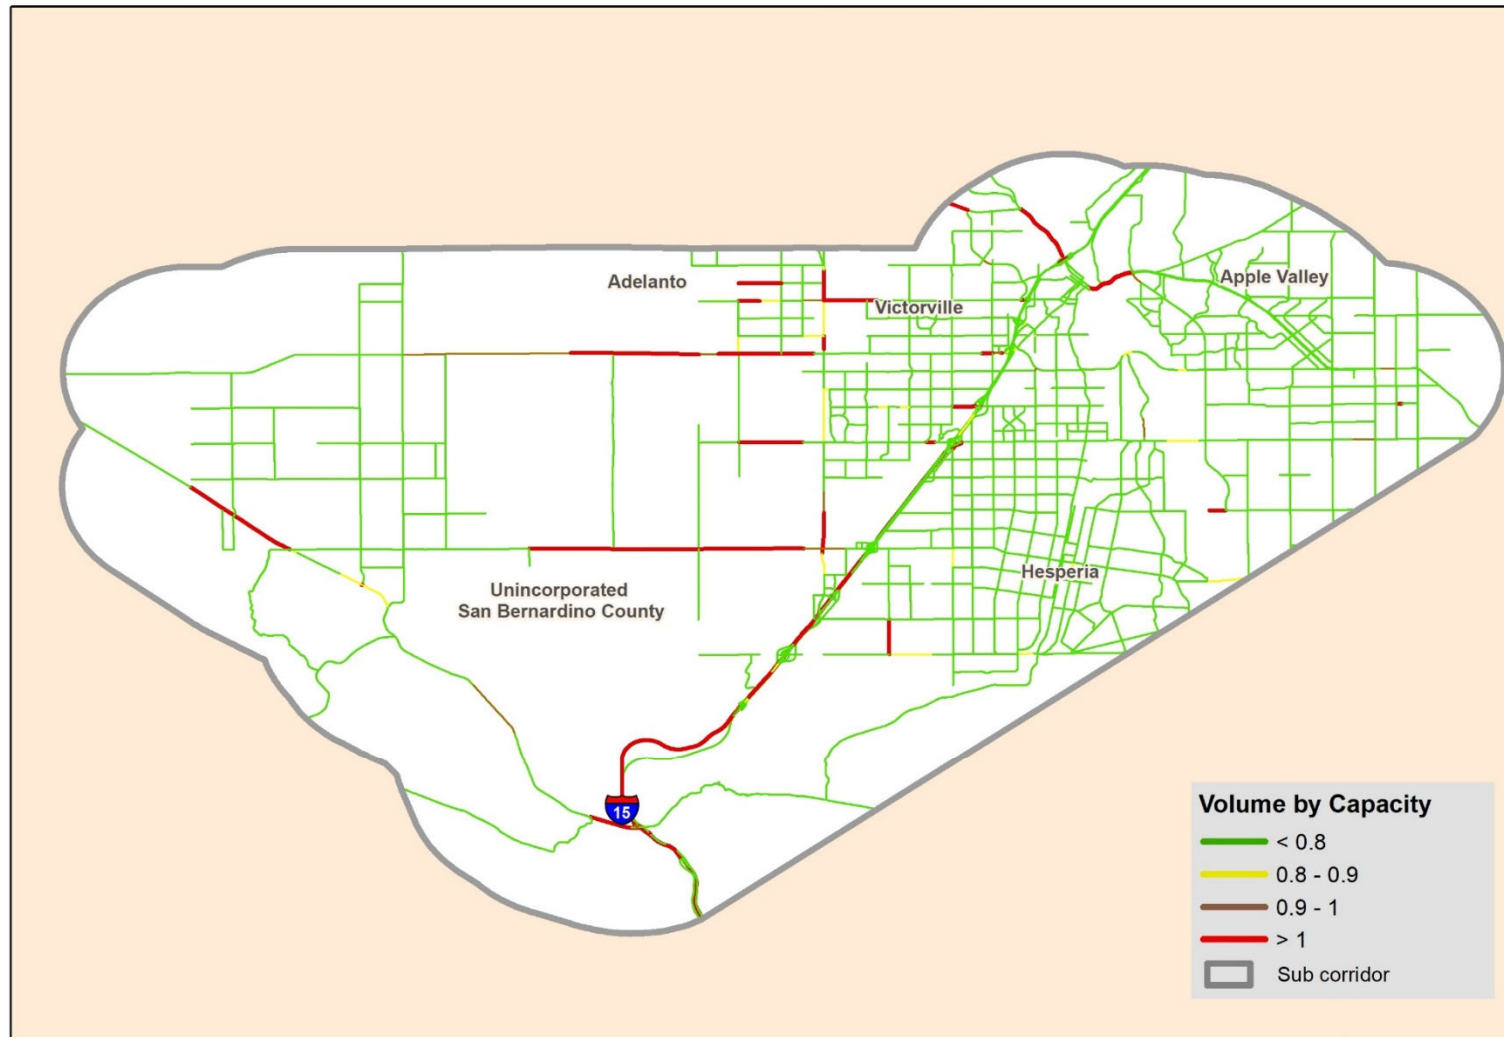 Adelanto
Apple Valley
Victorville
Hesperia
Unincorporated
San Bernardino County
15
Volume by Capacity
< 0.8
0.8 - 0.9
0.9 - 1
> 1
Sub corridor